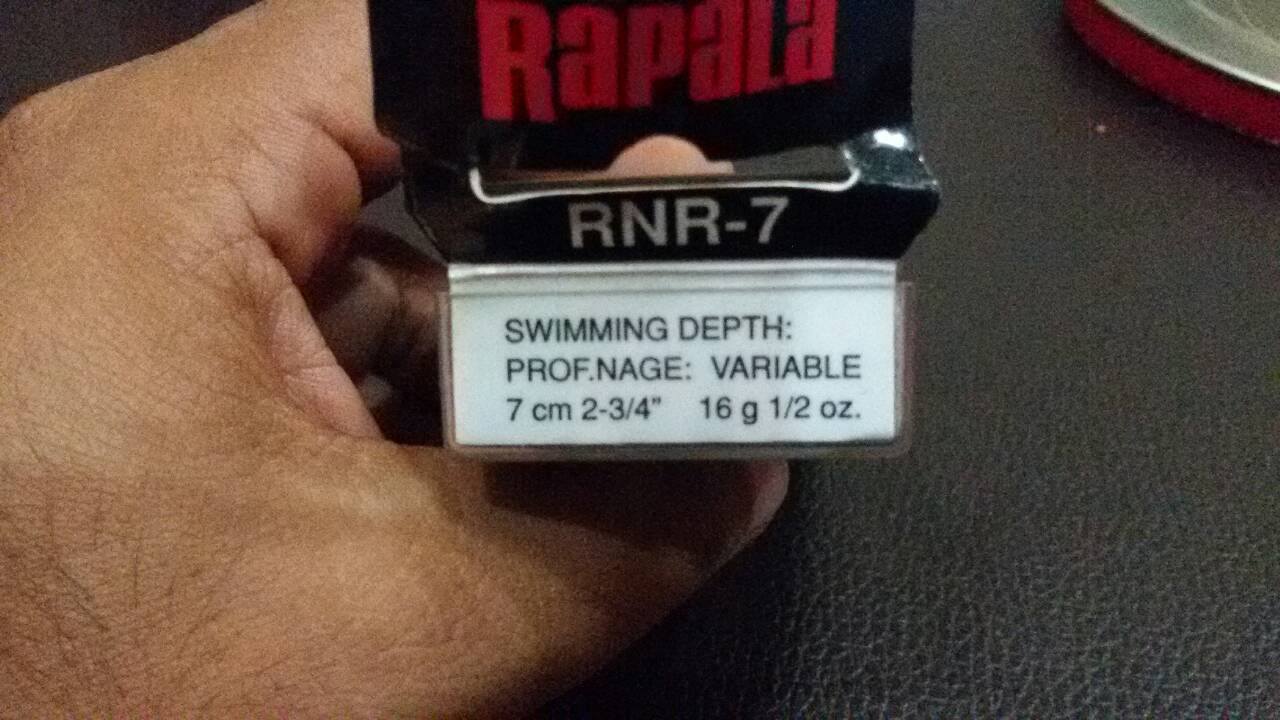 Rapala
RNR-7
SWIMMING DEPTH:
PROF.NAGE: VARIABLE
7 cm 2-3/4" 16 g 1/2 oz.